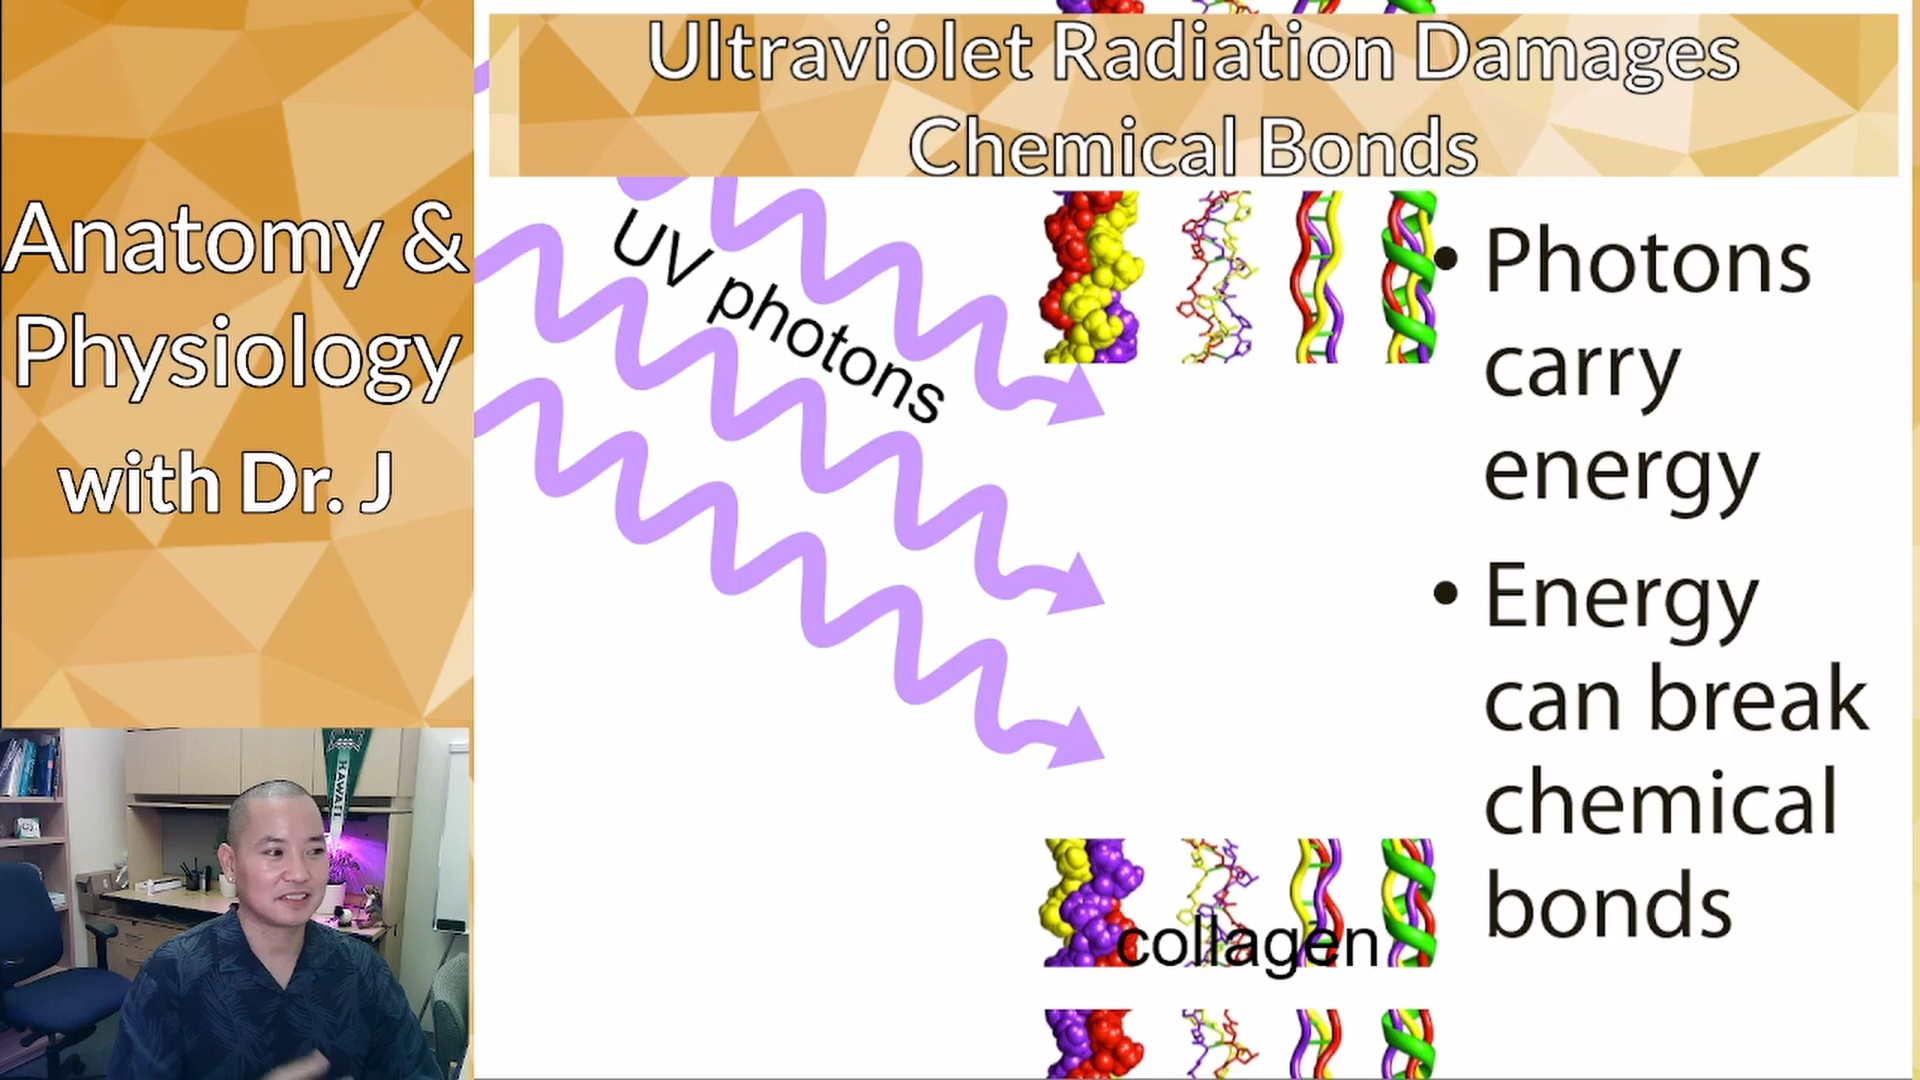 Anatomy &
Physiology
with Dr. J
Ultraviolet Radiation Damages
Chemical Bonds
UV photons
• Photons
carry
energy
• Energy
can break
chemical
bonds
collagen
HAWAI'I